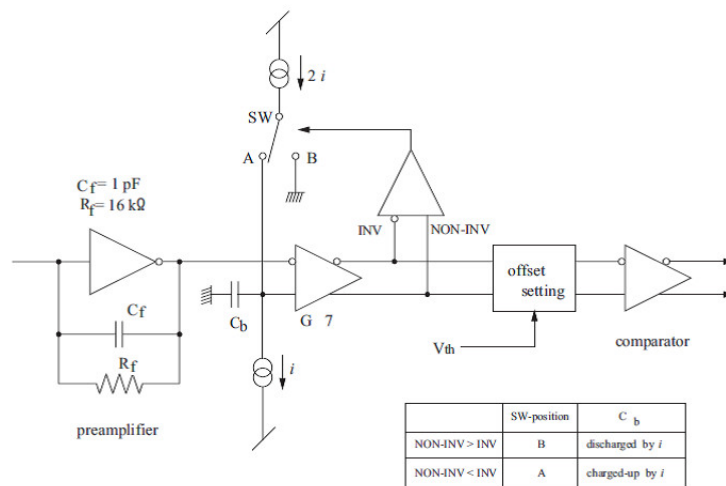 2 i
SW
A
B
Cf = 1 pF
Rf = 16 kΩ
INV
NON-INV
offset
setting
Cb
G 7
Cf
Vth
comparator
Rf
i
preamplifier
SW-position C b
NON-INV > INV B discharged by i
NON-INV < INV A charged-up by i